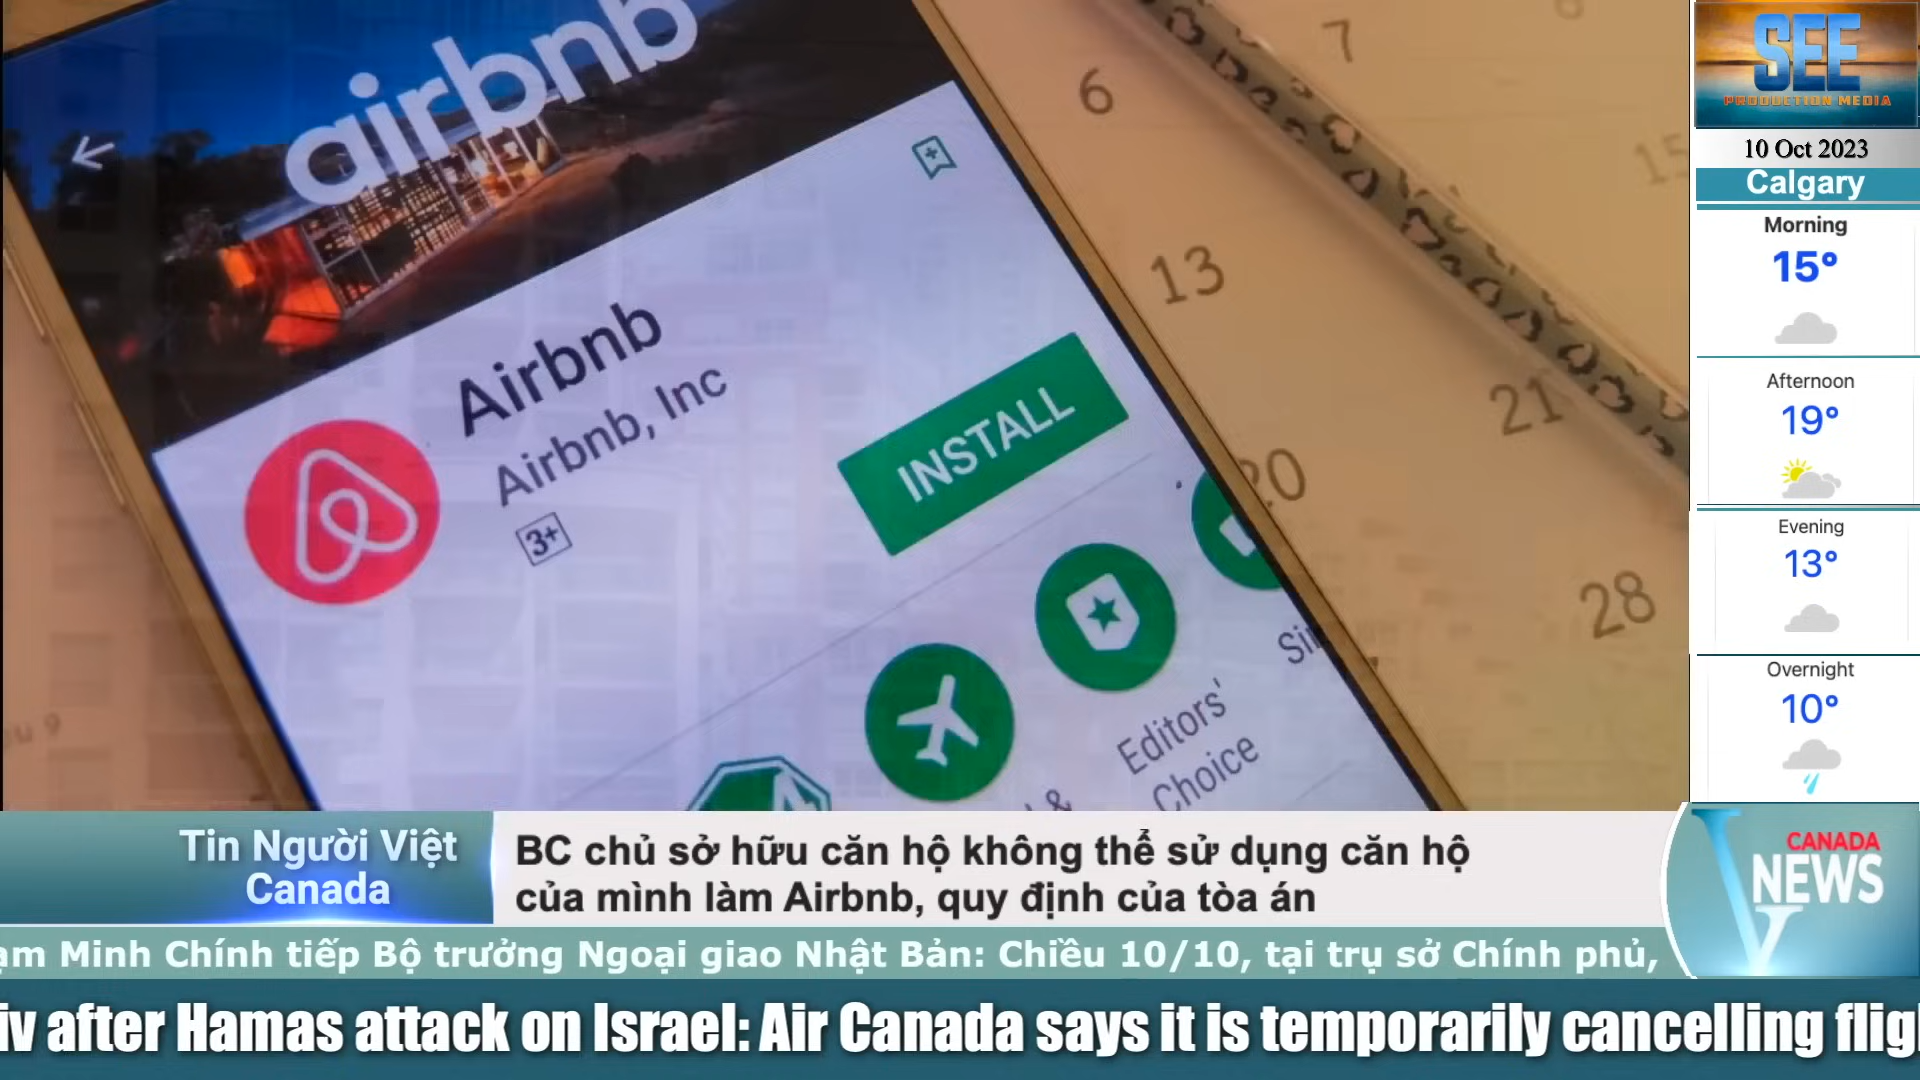 airbnb
Airbnb
Airbnb, Inc
3+
INSTALL
Editors'
Choice
&
6
7
13
15
20
21
28
9
SEE
PRODUCTION MEDIA
10 Oct 2023
Calgary
Morning
15°
Afternoon
19°
Evening
13°
Overnight
10°
Tin Người Việt
Canada
BC chủ sở hữu căn hộ không thể sử dụng căn hộ
của mình làm Airbnb, quy định của tòa án
CANADA
V NEWS
Minh Chính tiếp Bộ trưởng Ngoại giao Nhật Bản: Chiều 10/10, tại trụ sở Chính phủ,
after Hamas attack on Israel: Air Canada says it is temporarily cancelling